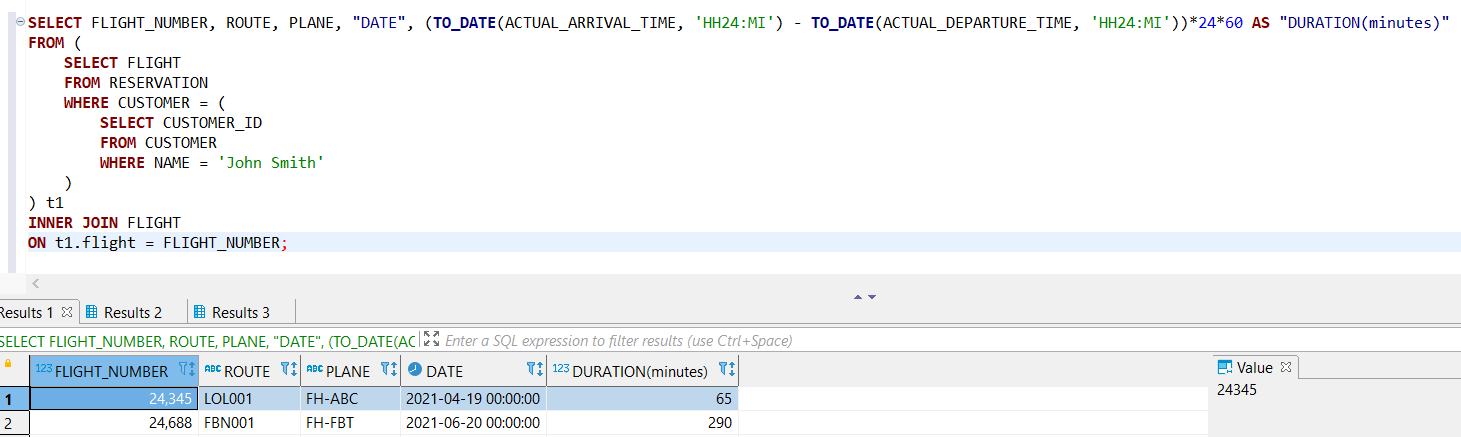 SELECT FLIGHT_NUMBER, ROUTE, PLANE, "DATE", (TO_DATE(ACTUAL_ARRIVAL_TIME, 'HH24:MI') - TO_DATE(ACTUAL_DEPARTURE_TIME, 'HH24:MI'))*24*60 AS "DURATION(minutes)"
FROM (
SELECT FLIGHT
FROM RESERVATION
WHERE CUSTOMER = (
SELECT CUSTOMER_ID
FROM CUSTOMER
WHERE NAME = 'John Smith'
)
) t1
INNER JOIN FLIGHT
ON t1.flight = FLIGHT_NUMBER;
Results 1 Results 2 Results 3
SELECT FLIGHT_NUMBER, ROUTE, PLANE, "DATE", (TO_DATE(AC Enter a SQL expression to filter results (use Ctrl+Space)
123 FLIGHT_NUMBER ABC ROUTE ABC PLANE DATE 123 DURATION(minutes) Value
1 24,345 LOL001 FH-ABC 2021-04-19 00:00:00 65 24345
2 24,688 FBN001 FH-FBT 2021-06-20 00:00:00 290